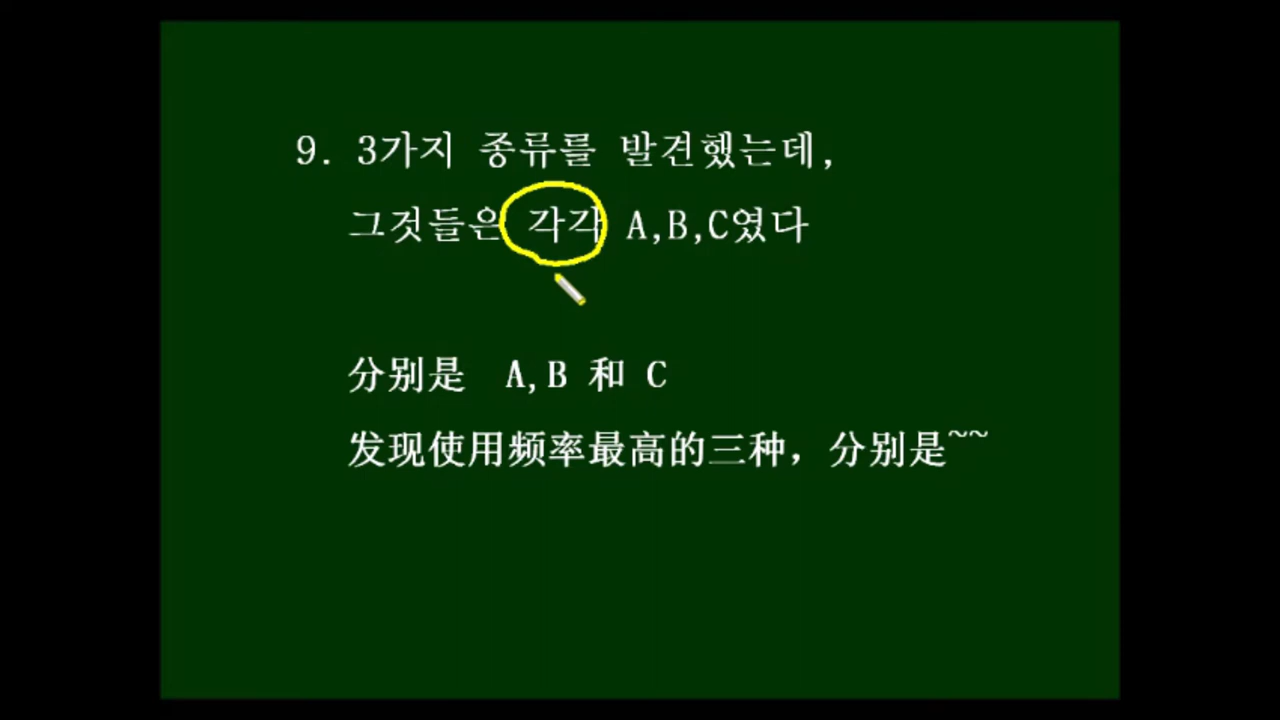 9. 3가지 종류를 발견했는데,
그것들은 각각 A,B,C였다
分别是 A,B 和 C
发现使用频率最高的三种，分别是~~